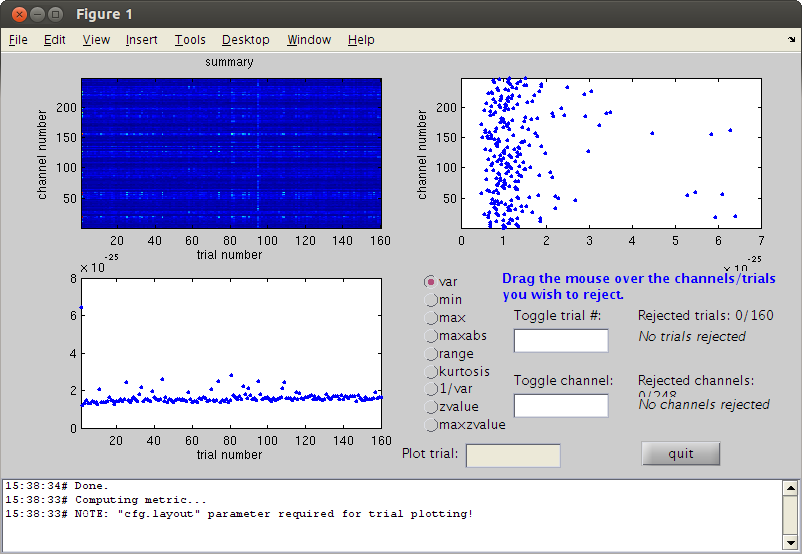 Figure 1
File Edit View Insert Tools Desktop Window Help
summary
channel number
200
150
100
50
20 40 60 80 100 120 140 160
trial number
channel number
200
150
100
50
0 1 2 3 4 5 6 7
x 10 -25
x 10 -25
8
6
4
2
0
20 40 60 80 100 120 140 160
trial number
var
min
max
maxabs
range
kurtosis
1/var
zvalue
maxzvalue
Drag the mouse over the channels/trials
you wish to reject.
Toggle trial #:
Rejected trials: 0/160
No trials rejected
Toggle channel:
Rejected channels:
0/248
No channels rejected
Plot trial:
quit
15:38:34# Done.
15:38:33# Computing metric...
15:38:33# NOTE: "cfg.layout" parameter required for trial plotting!